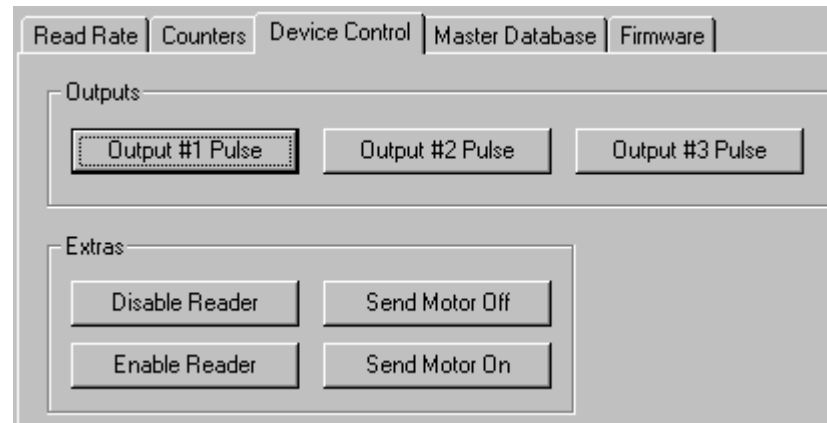 Read Rate Counters Device Control Master Database Firmware
Outputs
Output #1 Pulse Output #2 Pulse Output #3 Pulse
Extras
Disable Reader Send Motor Off
Enable Reader Send Motor On